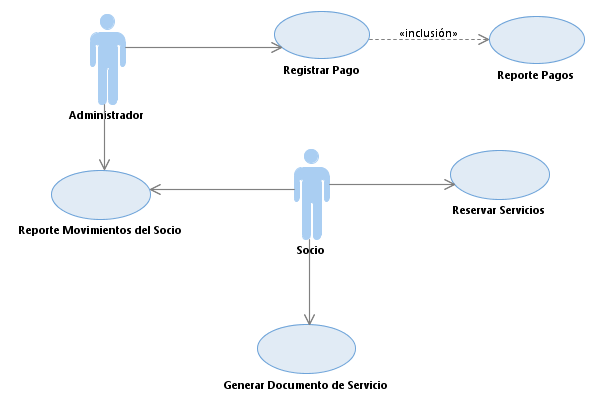 «inclusión»
Registrar Pago
Reporte Pagos
Administrador
Reservar Servicios
Reporte Movimientos del Socio
Socio
Generar Documento de Servicio